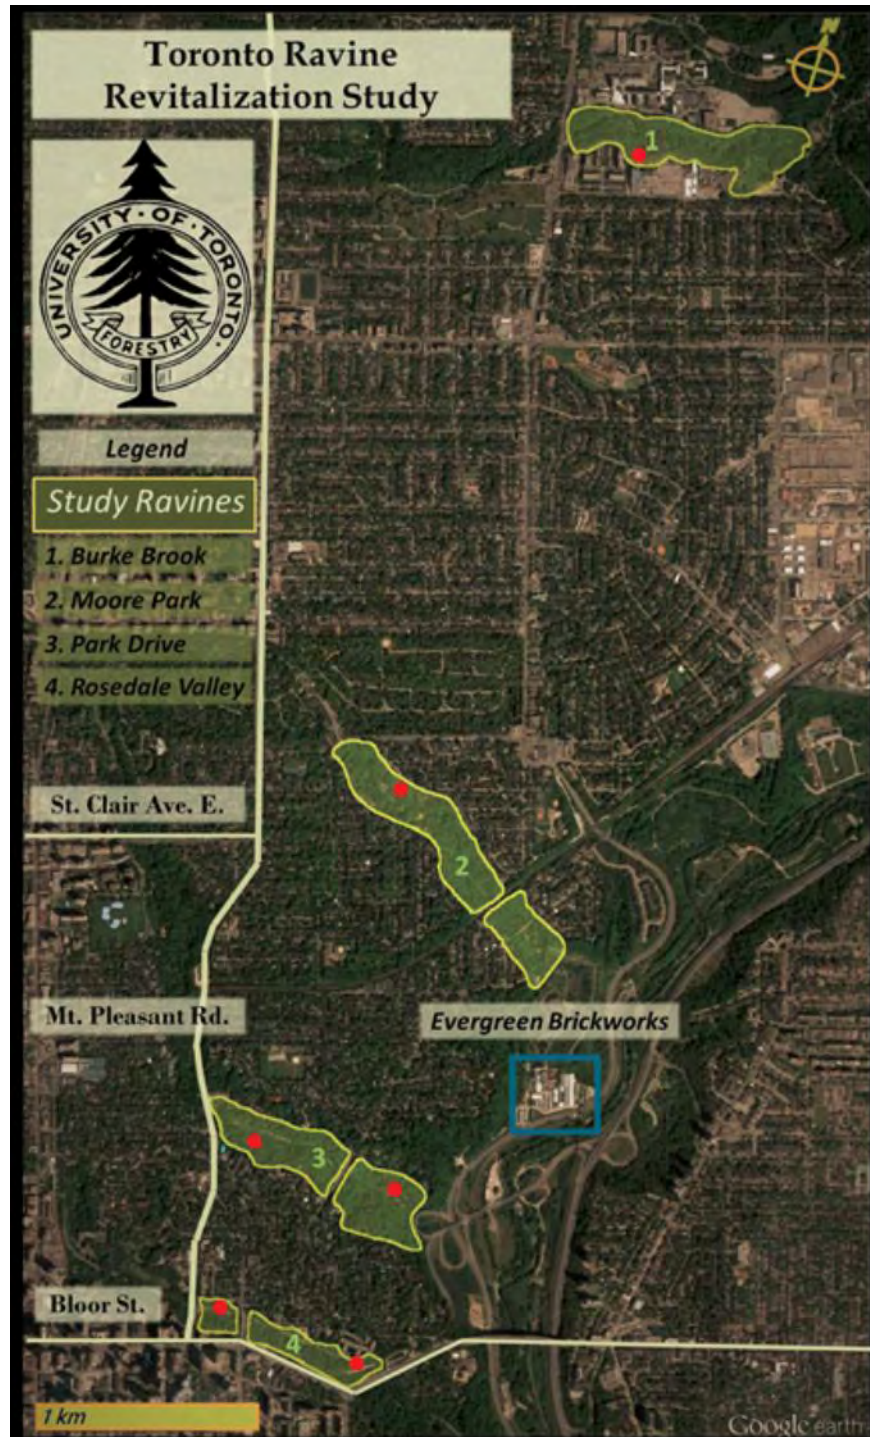 Toronto Ravine
Revitalization Study
N
1
UNIVERSITY · OF · TORONTO ·
FORESTRY
Legend
Study Ravines
1. Burke Brook
2. Moore Park
3. Park Drive
4. Rosedale Valley
St. Clair Ave. E.
2
Mt. Pleasant Rd.
Evergreen Brickworks
3
Bloor St.
4
1 km
Google earth